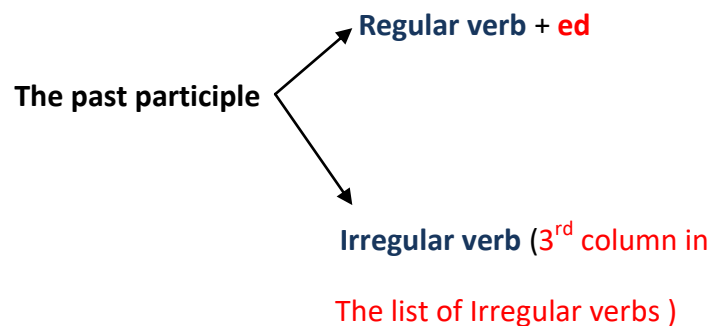 Regular verb + ed
The past participle
Irregular verb (3rd column in
The list of Irregular verbs )